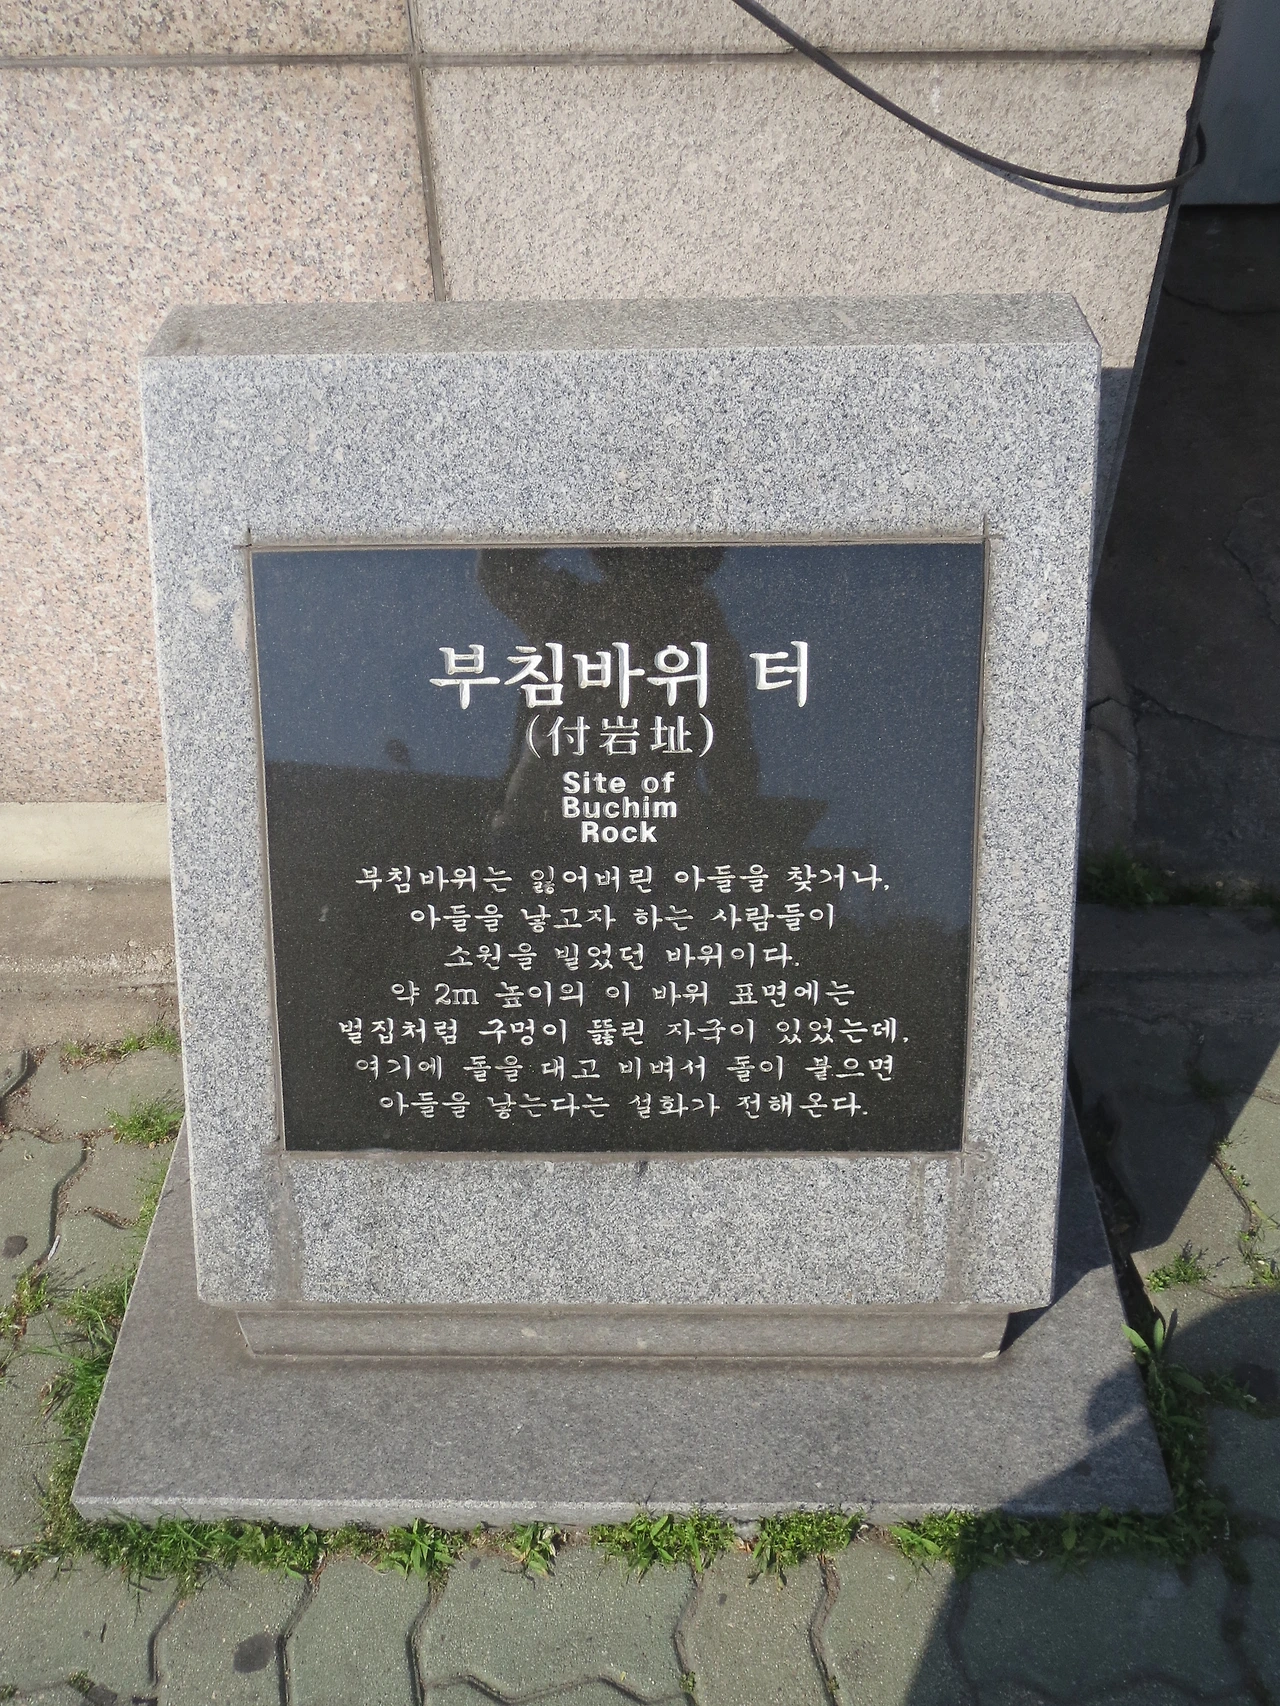 부침바위 터
(付岩址)
Site of
Buchim
Rock
부침바위는 잃어버린 아들을 찾거나,
아들을 낳고자 하는 사람들이
소원을 빌었던 바위이다.
약 2m 높이의 이 바위 표면에는
벌집처럼 구멍이 뚫린 자국이 있었는데,
여기에 돌을 대고 비벼서 돌이 붙으면
아들을 낳는다는 설화가 전해온다.